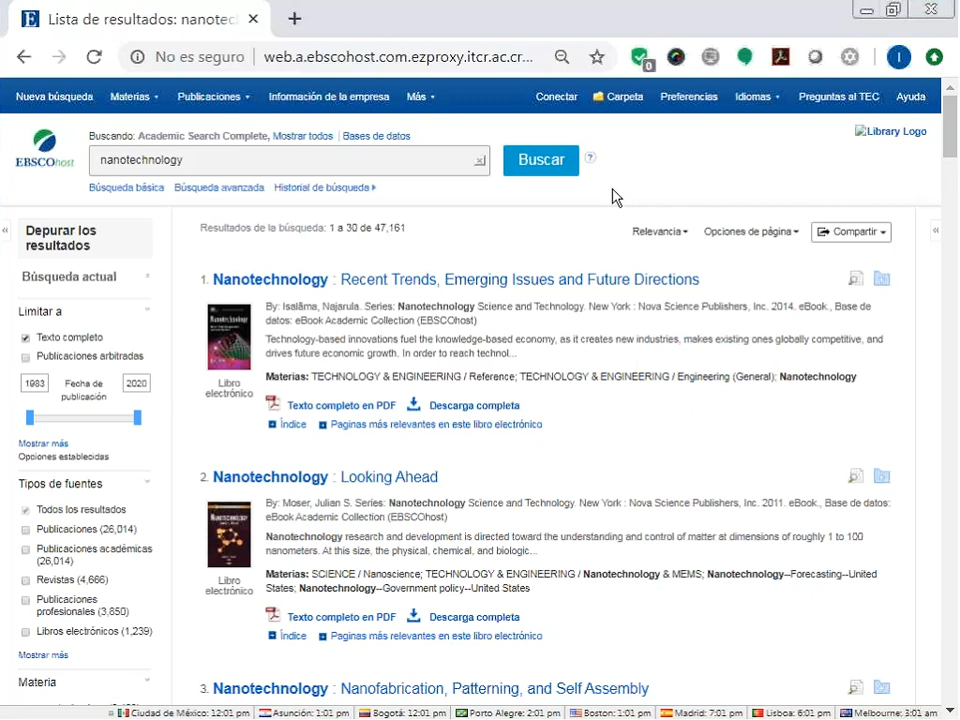 Lista de resultados: nanotec
No es seguro | web.a.ebscohost.com.ezproxy.itcr.ac.cr...
0
I
Nueva búsqueda Materias Publicaciones Información de la empresa Más Conectar Carpeta Preferencias Idiomas Preguntas al TEC Ayuda
Buscando: Academic Search Complete, Mostrar todos | Bases de datos
Library Logo
EBSCOhost
nanotechnology
Buscar
?
Búsqueda básica Búsqueda avanzada Historial de búsqueda
Depurar los
resultados
Búsqueda actual
Limitar a
Texto completo
Publicaciones arbitradas
1983 Fecha de publicación 2020
Mostrar más
Opciones establecidas
Tipos de fuentes
Todos los resultados
Publicaciones (26,014)
Publicaciones académicas
(26,014)
Revistas (4,666)
Publicaciones
profesionales (3,850)
Libros electrónicos (1,239)
Mostrar más
Materia
Resultados de la búsqueda: 1 a 30 de 47,161
Relevancia Opciones de página Compartir
1. Nanotechnology : Recent Trends, Emerging Issues and Future Directions
Libro
electrónico
By: Isalāma, Najarula. Series: Nanotechnology Science and Technology. New York : Nova Science Publishers, Inc. 2014. eBook., Base de
datos: eBook Academic Collection (EBSCOhost)
Technology-based innovations fuel the knowledge-based economy, as it creates new industries, makes existing ones globally competitive, and
drives future economic growth. In order to reach technol...
Materias: TECHNOLOGY & ENGINEERING / Reference; TECHNOLOGY & ENGINEERING / Engineering (General); Nanotechnology
Texto completo en PDF Descarga completa
Índice Paginas más relevantes en este libro electrónico
2. Nanotechnology : Looking Ahead
Libro
electrónico
By: Moser, Julian S. Series: Nanotechnology Science and Technology. New York : Nova Science Publishers, Inc. 2011. eBook., Base de datos:
eBook Academic Collection (EBSCOhost)
Nanotechnology research and development is directed toward the understanding and control of matter at dimensions of roughly 1 to 100
nanometers. At this size, the physical, chemical, and biologic...
Materias: SCIENCE / Nanoscience; TECHNOLOGY & ENGINEERING / Nanotechnology & MEMS; Nanotechnology--Forecasting--United
States; Nanotechnology--Government policy--United States
Texto completo en PDF Descarga completa
Índice Paginas más relevantes en este libro electrónico
3. Nanotechnology : Nanofabrication, Patterning, and Self Assembly
Ciudad de México: 12:01 pm Asunción: 1:01 pm Bogotá: 12:01 pm Porto Alegre: 2:01 pm Boston: 1:01 pm Madrid: 7:01 pm Lisboa: 6:01 pm Melbourne: 3:01 am